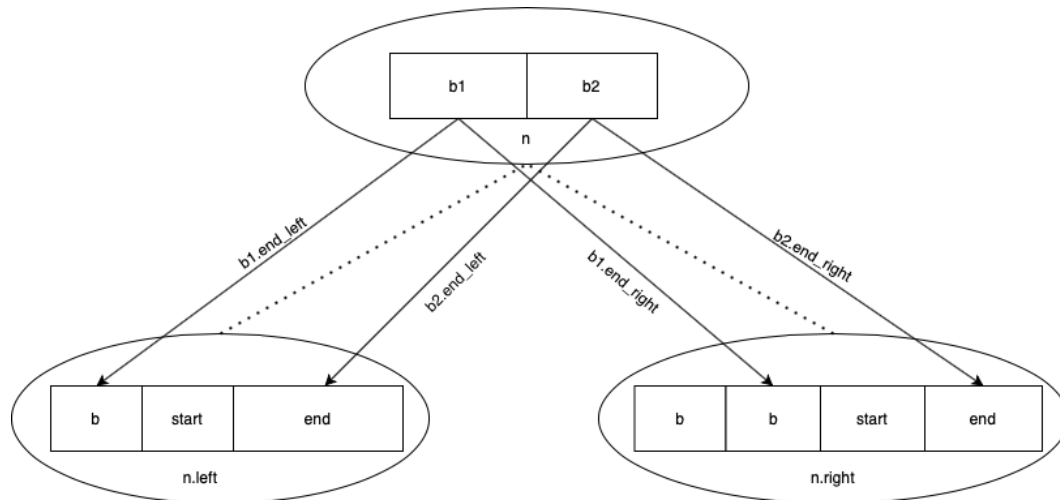 b1
b2
n
b1.end_left
b2.end_left
b1.end_right
b2.end_right
b
start
end
n.left
b
b
start
end
n.right